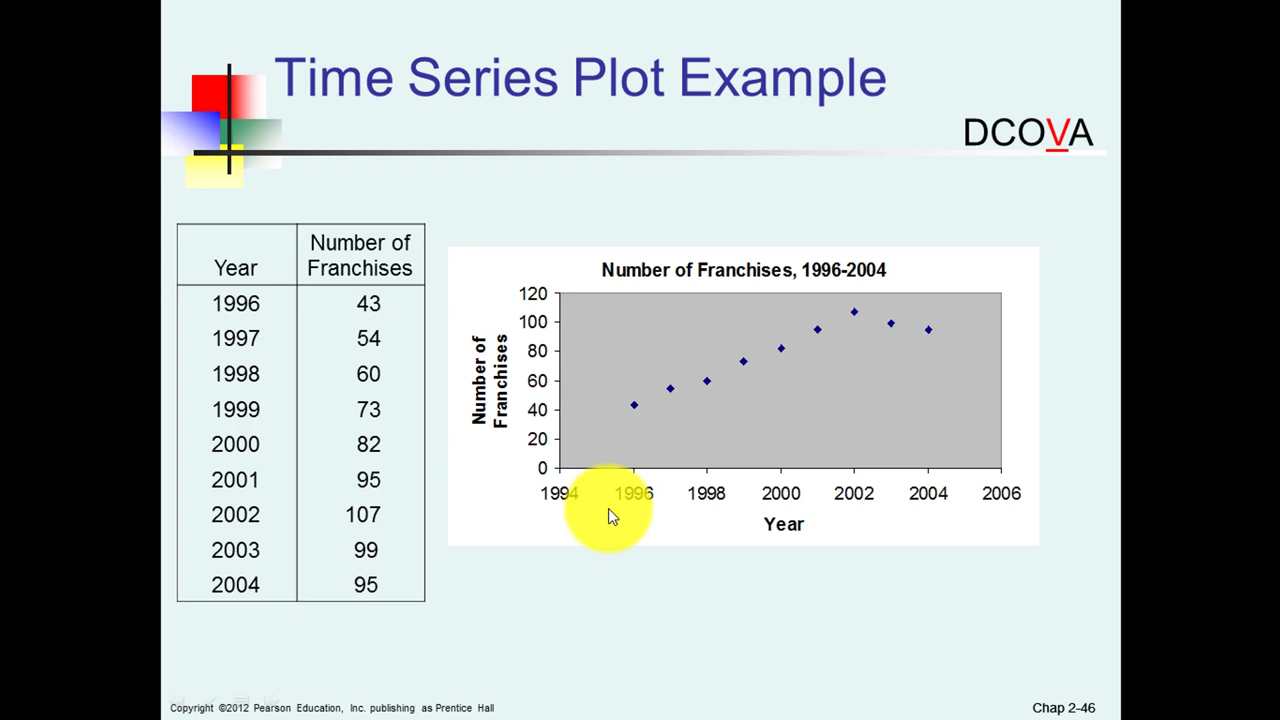 Time Series Plot Example
DCOVA
Year Number of Franchises
1996 43
1997 54
1998 60
1999 73
2000 82
2001 95
2002 107
2003 99
2004 95
Number of Franchises, 1996-2004
Number of
Franchises
120
100
80
60
40
20
0
1994 1996 1998 2000 2002 2004 2006
Year
Copyright ©2012 Pearson Education, Inc. publishing as Prentice Hall
Chap 2-46